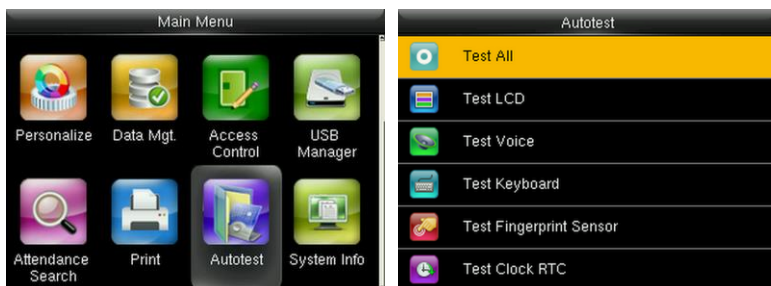 Main Menu
Personalize
Data Mgt.
Access
Control
USB
Manager
Attendance
Search
Print
Autotest
System Info
Autotest
Test All
Test LCD
Test Voice
Test Keyboard
Test Fingerprint Sensor
Test Clock RTC